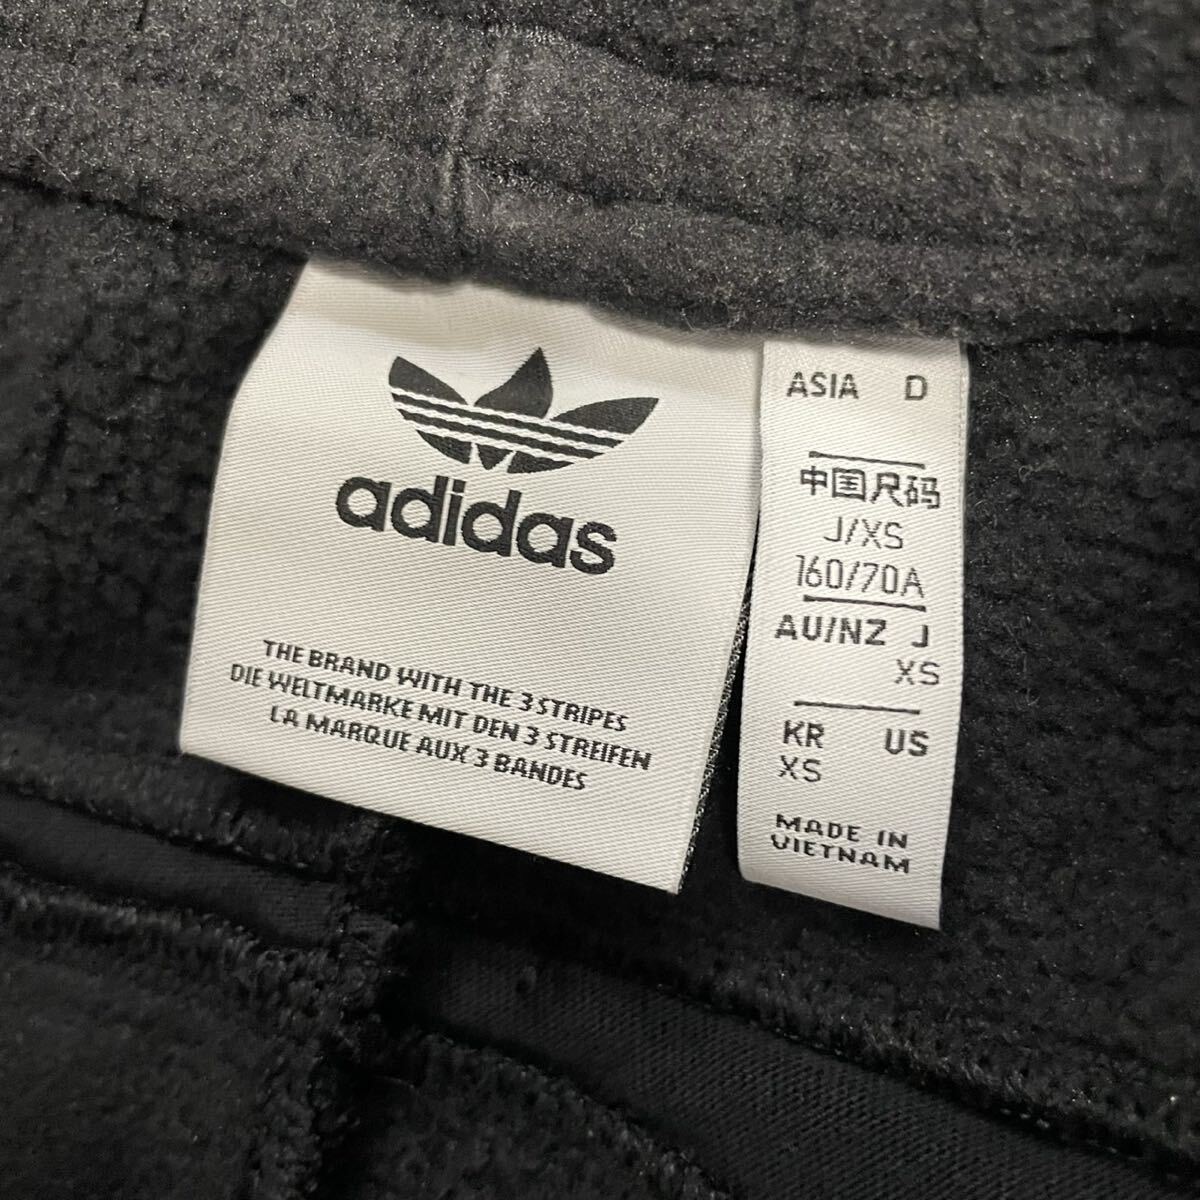 adidas
THE BRAND WITH THE 3 STRIPES
DIE WELTMARKE MIT DEN 3 STREIFEN
LA MARQUE AUX 3 BANDES
ASIA D
中国尺码
J/XS
160/70A
AU/NZ J
XS
KR US
XS
MADE IN
VIETNAM